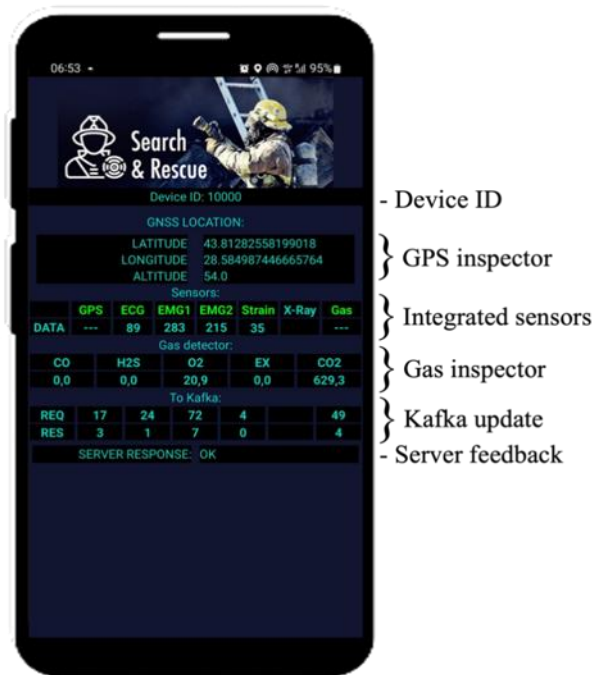 06:53
95%
Search
& Rescue
Device ID: 10000
GNSS LOCATION:
LATITUDE 43.81282558199018
LONGITUDE 28.584987446665764
ALTITUDE 54.0
Sensors:
GPS ECG EMG1 EMG2 Strain X-Ray Gas
DATA --- 89 283 215 35 ---
Gas detector:
CO H2S O2 EX CO2
0,0 0,0 20,9 0,0 629,3
To Kafka:
REQ 17 24 72 4 49
RES 3 1 7 0 4
SERVER RESPONSE: OK
- Device ID
} GPS inspector
} Integrated sensors
} Gas inspector
} Kafka update
- Server feedback